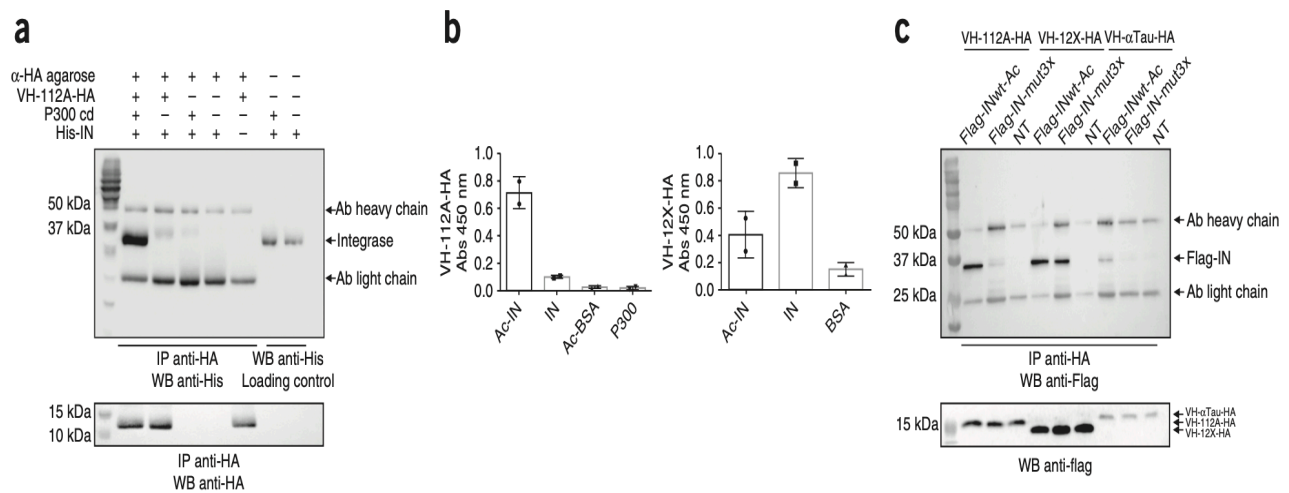 a
α-HA agarose + + + + + – –
VH-112A-HA + + – – + – –
P300 cd + – + – – + –
His-IN + + + + – + +
50 kDa
37 kDa
Ab heavy chain
Integrase
Ab light chain
IP anti-HA
WB anti-His
WB anti-His
Loading control
15 kDa
10 kDa
IP anti-HA
WB anti-HA
b
VH-112A-HA
Abs 450 nm
1.0
0.8
0.6
0.4
0.2
0.0
Ac-IN
IN
Ac-BSA
P300
VH-12X-HA
Abs 450 nm
1.0
0.8
0.6
0.4
0.2
0.0
Ac-IN
IN
BSA
c
VH-112A-HA VH-12X-HA VH-αTau-HA
Flag-INwt-Ac
Flag-IN-mut3x
NT
Flag-INwt-Ac
Flag-IN-mut3x
NT
Flag-INwt-Ac
Flag-IN-mut3x
NT
50 kDa
37 kDa
25 kDa
Ab heavy chain
Flag-IN
Ab light chain
IP anti-HA
WB anti-Flag
15 kDa
VH-αTau-HA
VH-112A-HA
VH-12X-HA
WB anti-flag